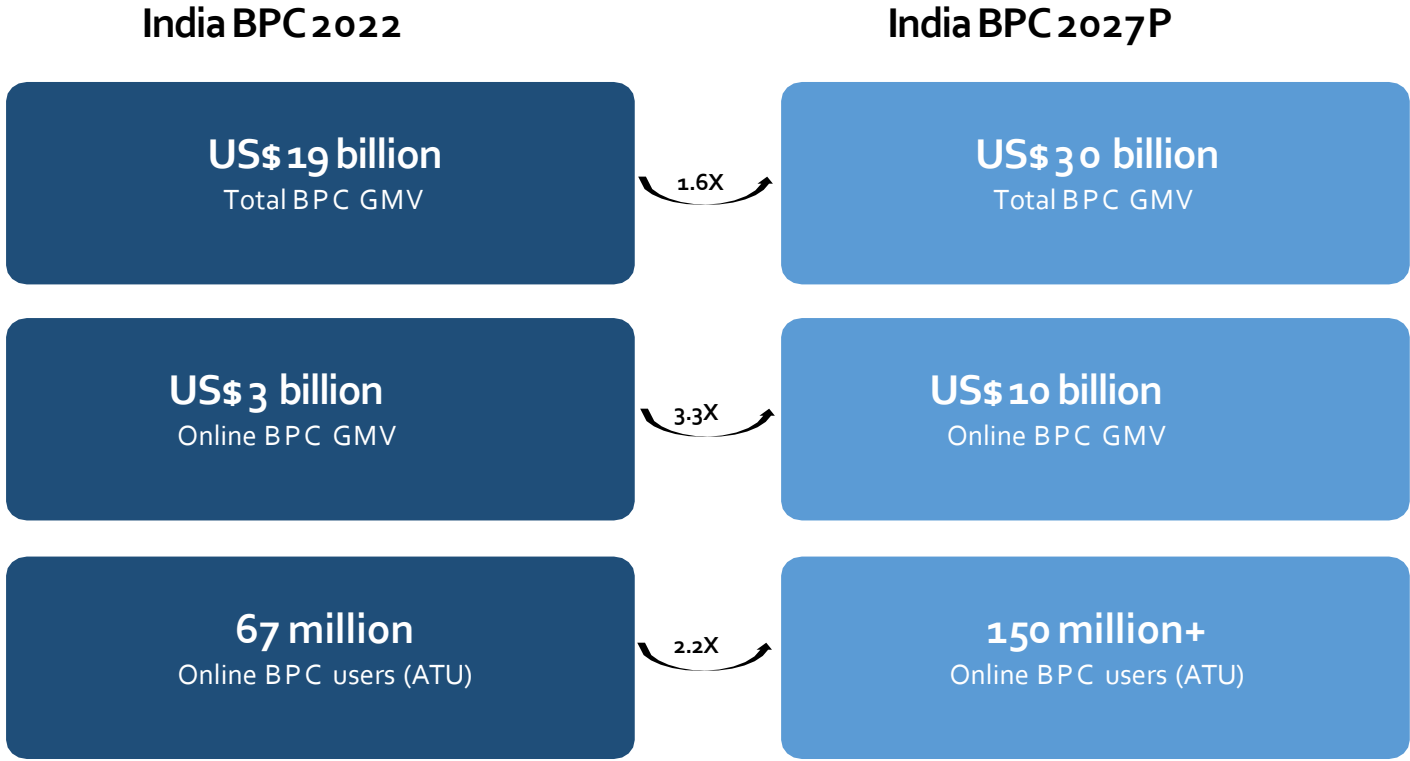 India BPC 2022
India BPC 2027P
US$ 19 billion
Total BPC GMV
1.6X
US$ 30 billion
Total BPC GMV
US$ 3 billion
Online BPC GMV
3.3X
US$ 10 billion
Online BPC GMV
67 million
Online BPC users (ATU)
2.2X
150 million+
Online BPC users (ATU)